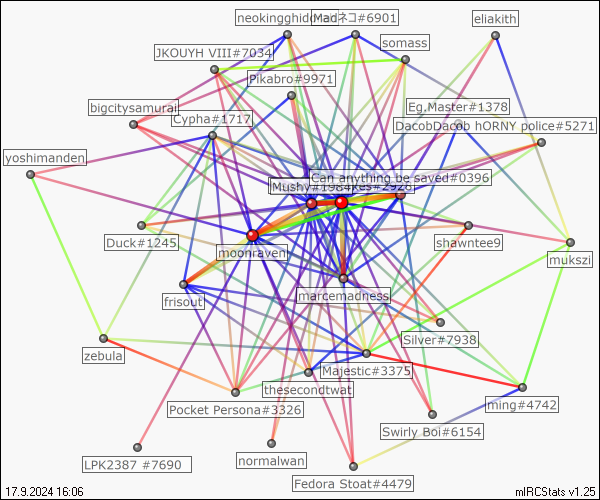 neokingghidorah
Madネコ#6901
eliakith
somass
JKOUYH VIII#7034
Pikabro#9971
bigcitysamurai
Eg.Master#1378
Cypha#1717
DacobDacob hORNY police#5271
yoshimanden
Can anything be saved#0396
Mushy#1984
#2926
Duck#1245
moonraven
shawntee9
mukszi
marcemadness
frisout
Silver#7938
zebula
Majestic#3375
thesecondtwat
Pocket Persona#3326
ming#4742
Swirly Boi#6154
LPK2387 #7690
normalwan
Fedora Stoat#4479
17.9.2024 16:06
mIRCStats v1.25